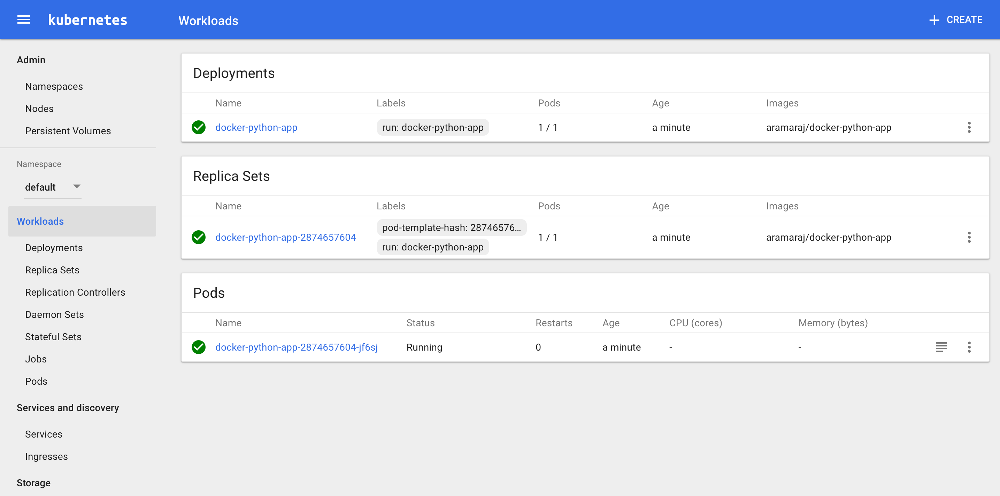 kubernetes
Workloads
CREATE
Admin
Namespaces
Nodes
Persistent Volumes
Namespace
default
Workloads
Deployments
Replica Sets
Replication Controllers
Daemon Sets
Stateful Sets
Jobs
Pods
Services and discovery
Services
Ingresses
Storage
Deployments
Name Labels Pods Age Images
docker-python-app run: docker-python-app 1 / 1 a minute aramaraj/docker-python-app
Replica Sets
Name Labels Pods Age Images
docker-python-app-2874657604 pod-template-hash: 28746576... 1 / 1 a minute aramaraj/docker-python-app
run: docker-python-app
Pods
Name Status Restarts Age CPU (cores) Memory (bytes)
docker-python-app-2874657604-jf6sj Running 0 a minute - -